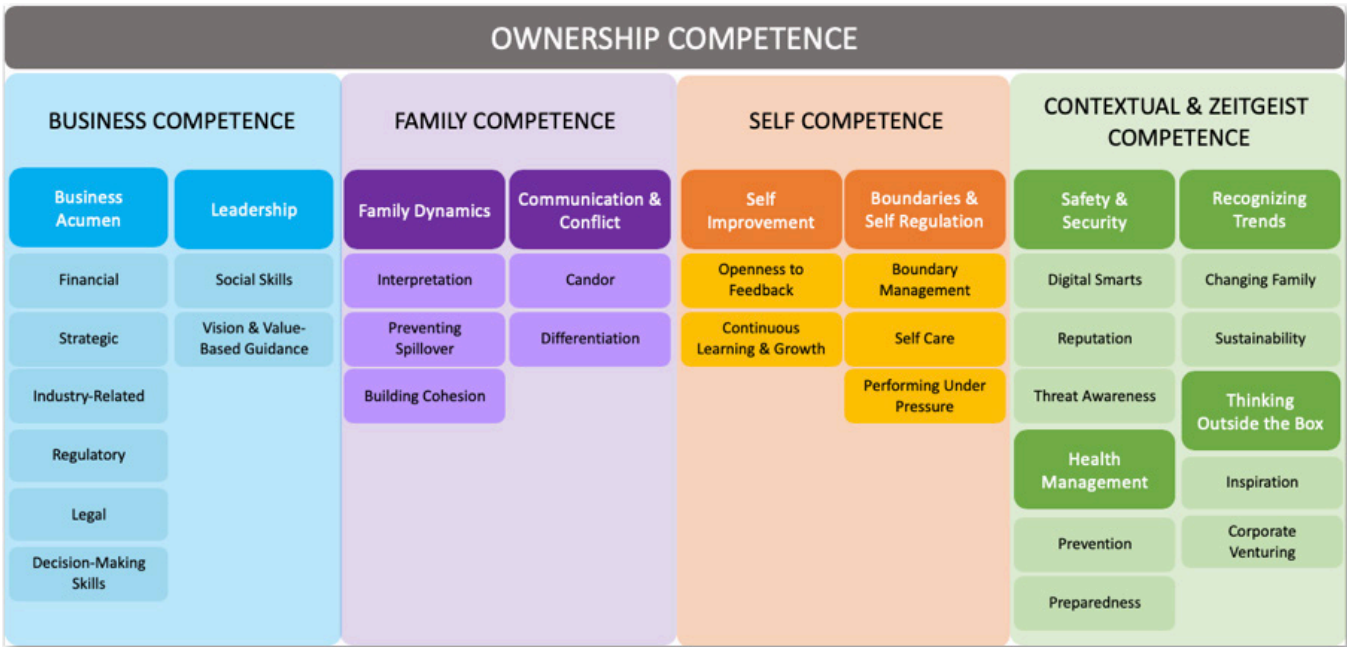 OWNERSHIP COMPETENCE
BUSINESS COMPETENCE
Business
Acumen
Financial
Strategic
Industry-Related
Regulatory
Legal
Decision-Making
Skills
Leadership
Social Skills
Vision & Value-
Based Guidance
FAMILY COMPETENCE
Family Dynamics
Interpretation
Preventing
Spillover
Building Cohesion
Communication &
Conflict
Candor
Differentiation
SELF COMPETENCE
Self
Improvement
Openness to
Feedback
Continuous
Learning & Growth
Boundaries &
Self Regulation
Boundary
Management
Self Care
Performing Under
Pressure
CONTEXTUAL & ZEITGEIST
COMPETENCE
Safety &
Security
Digital Smarts
Reputation
Threat Awareness
Health
Management
Prevention
Preparedness
Recognizing
Trends
Changing Family
Sustainability
Thinking
Outside the Box
Inspiration
Corporate
Venturing